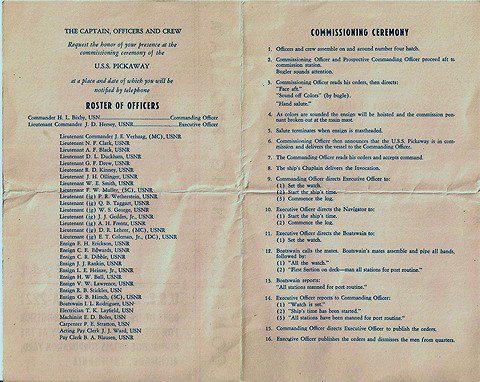 THE CAPTAIN, OFFICERS AND CREW
Request the honor of your presence at the
commissioning ceremony of the
U.S.S. PICKAWAY
at a place and date of which you will be
notified by telephone
ROSTER OF OFFICERS
Commander H. L. Bixby, USN Commanding Officer
Lieutenant Commander J. D. Hersey, USNR Executive Officer
Lieutenant Commander J. E. Verhaag, (MC), USNR
Lieutenant N. F. Clark, USNR
Lieutenant A. F. Black, USNR
Lieutenant D. L. Duckham, USNR
Lieutenant G. F. Drew, USNR
Lieutenant R. D. Kinney, USNR
Lieutenant J. H. Ollinger, USNR
Lieutenant W. E. Smith, USNR
Lieutenant F. W. Muller, (SC), USNR
Lieutenant (jg) P. R. Wetherstein, USNR
Lieutenant (jg) Q. B. Taggart, USNR
Lieutenant (jg) W. S. George, USNR
Lieutenant (jg) J. J. Geddes, Jr., USNR
Lieutenant (jg) A. H. Frentz, USNR
Lieutenant (jg) D. R. Lehrer, (MC), USNR
Lieutenant (jg) E. T. Coleman, Jr., (DC), USNR
Ensign E. H. Erickson, USNR
Ensign C. F. Edwards, USNR
Ensign C. R. Dibble, USNR
Ensign J. J. Rankin, USNR
Ensign L. E. Heinze, Jr., USNR
Ensign H. W. Ball, USNR
Ensign V. W. Lawrence, USNR
Ensign R. B. Stickles, USN
Ensign G. B. Hirsch, (SC), USNR
Boatswain I. L. Rodriguez, USN
Electrician T. K. Layfield, USN
Machinist E. D. Boles, USN
Carpenter P. E. Stratton, USN
Acting Pay Clerk J. J. Ward, USN
Pay Clerk B. A. Blausen, USNR
COMMISSIONING CEREMONY
1. Officers and crew assemble on and around number four hatch.
2. Commissioning Officer and Prospective Commanding Officer proceed aft to
commission station.
Bugler sounds attention.
3. Commissioning Officer reads his orders, then directs:
"Face aft."
"Sound off Colors" (by bugle).
"Hand salute."
4. As colors are sounded the ensign will be hoisted and the commission pen-
nant broken out at the main mast.
5. Salute terminates when ensign is mastheaded.
6. Commissioning Officer then announces that the U.S.S. Pickaway is in com-
mission and delivers the vessel to the Commanding Officer.
7. The Commanding Officer reads his orders and accepts command.
8. The ship's Chaplain delivers the Invocation.
9. Commanding Officer directs Executive Officer to:
(1) Set the watch.
(2) Start the ship's time.
(3) Commence the log.
10. Executive Officer directs the Navigator to:
(1) Start the ship's time.
(2) Commence the log.
11. Executive Officer directs the Boatswain to:
(1) Set the watch.
12. Boatswain calls the mates. Boatswain's mates assemble and pipe all hands,
followed by:
(1) "All the watch."
(2) "First Section on deck—man all stations for port routine."
13. Boatswain reports:
"All stations manned for port routine."
14. Executive Officer reports to Commanding Officer:
(1) "Watch is set."
(2) "Ship's time has been started."
(3) "All stations have been manned for port routine."
15. Commanding Officer directs Executive Officer to publish the orders.
16. Executive Officer publishes the orders and dismisses the men from quarters.